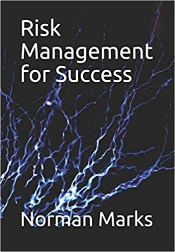 Risk
Management
for Success
Norman Marks